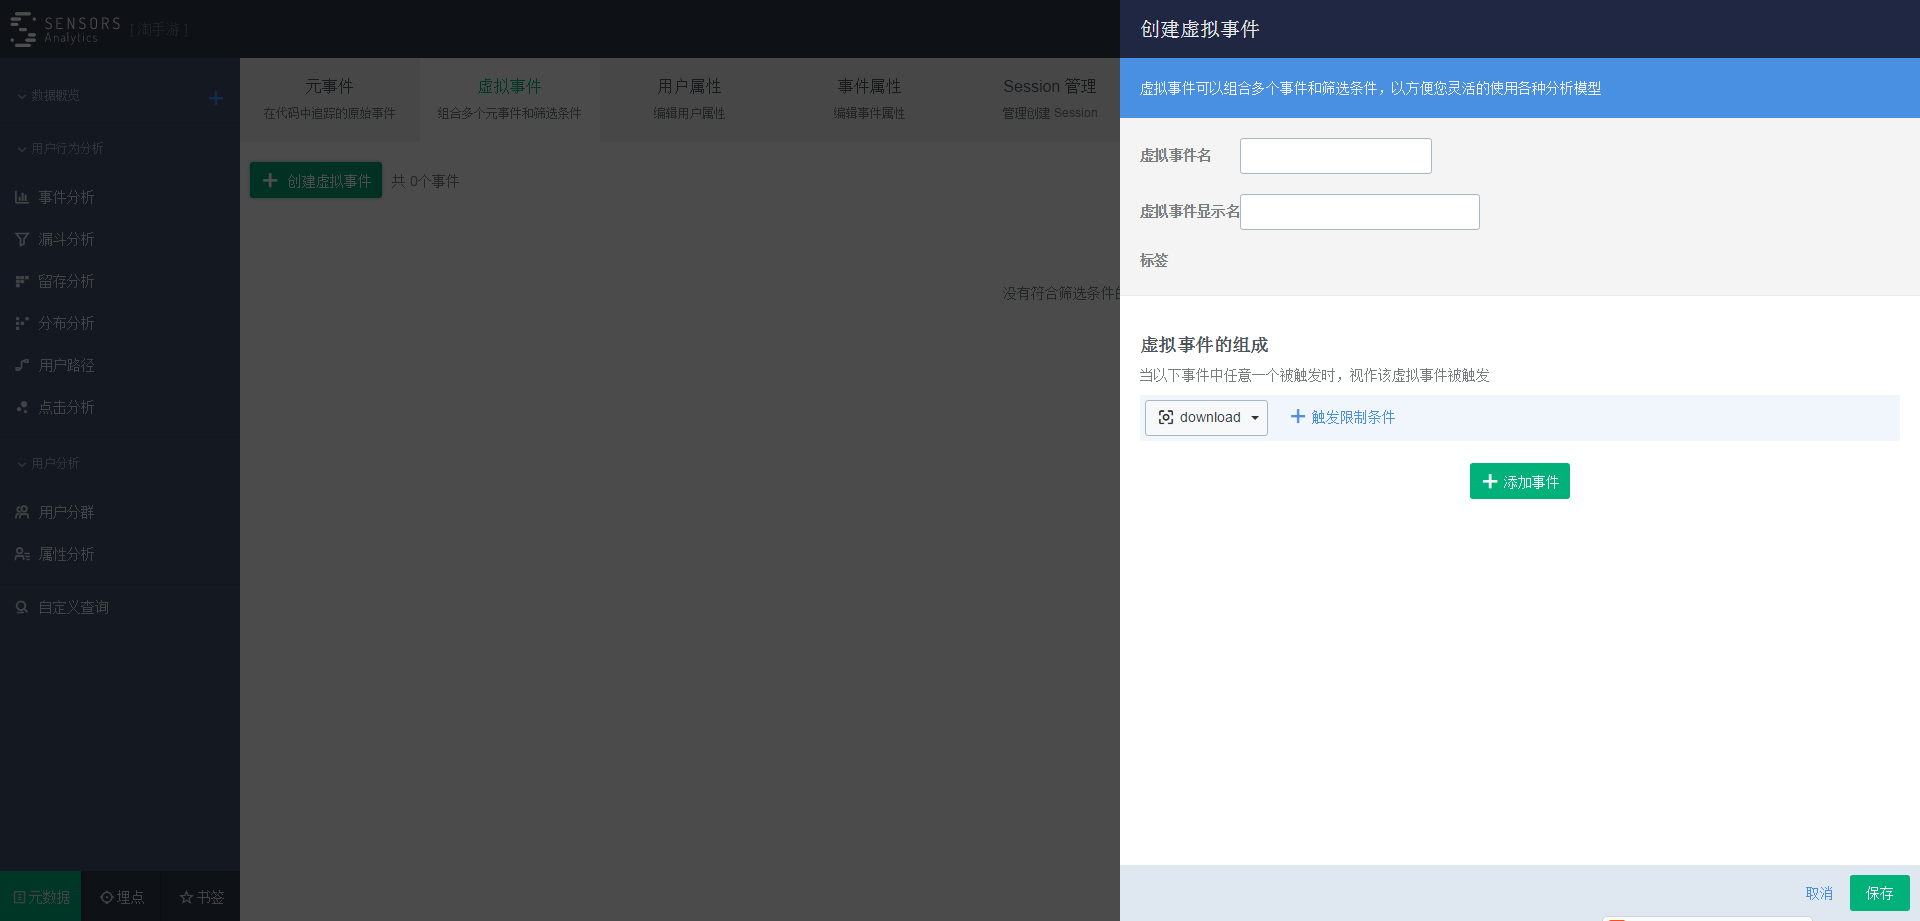 SENSORS
Analytics
[ 淘手游 ]
创建虚拟事件
数据概览
用户行为分析
事件分析
漏斗分析
留存分析
分布分析
用户路径
点击分析
用户分析
用户分群
属性分析
自定义查询
元数据
埋点
书签
元事件
在代码中追踪的原始事件
虚拟事件
组合多个元事件和筛选条件
用户属性
编辑用户属性
事件属性
编辑事件属性
Session 管理
管理创建 Session
创建虚拟事件
共 0个事件
没有符合筛选条件的
虚拟事件可以组合多个事件和筛选条件，以方便您灵活的使用各种分析模型
虚拟事件名
虚拟事件显示名
标签
虚拟事件的组成
当以下事件中任意一个被触发时，视作该虚拟事件被触发
download
触发限制条件
添加事件
取消
保存